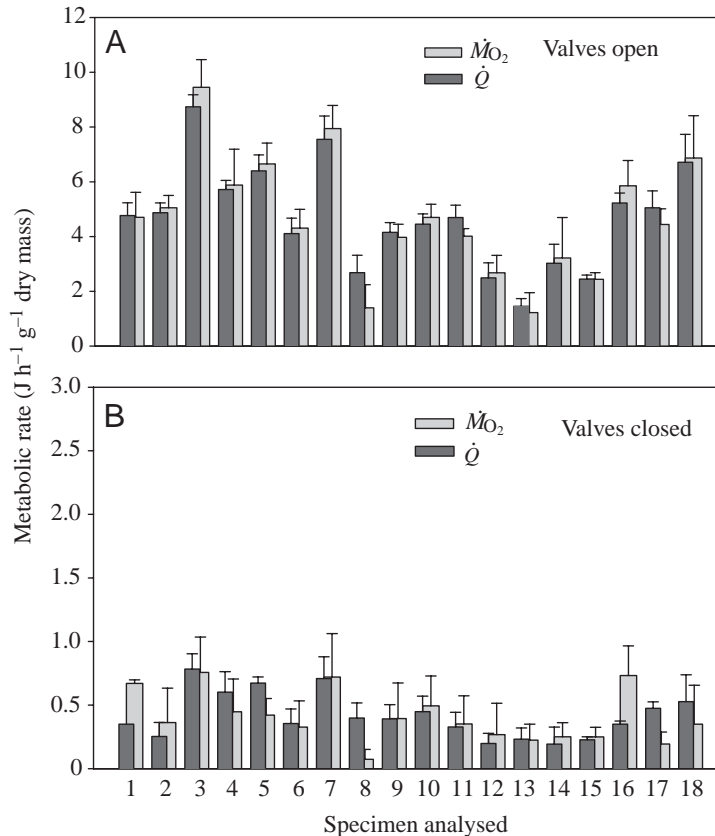 Metabolic rate (J h⁻¹ g⁻¹ dry mass)
12
10
8
6
4
2
0
A
ṀO₂
Q̇
Valves open
3.0
2.5
2.0
1.5
1.0
0.5
0
B
ṀO₂
Q̇
Valves closed
1 2 3 4 5 6 7 8 9 10 11 12 13 14 15 16 17 18
Specimen analysed